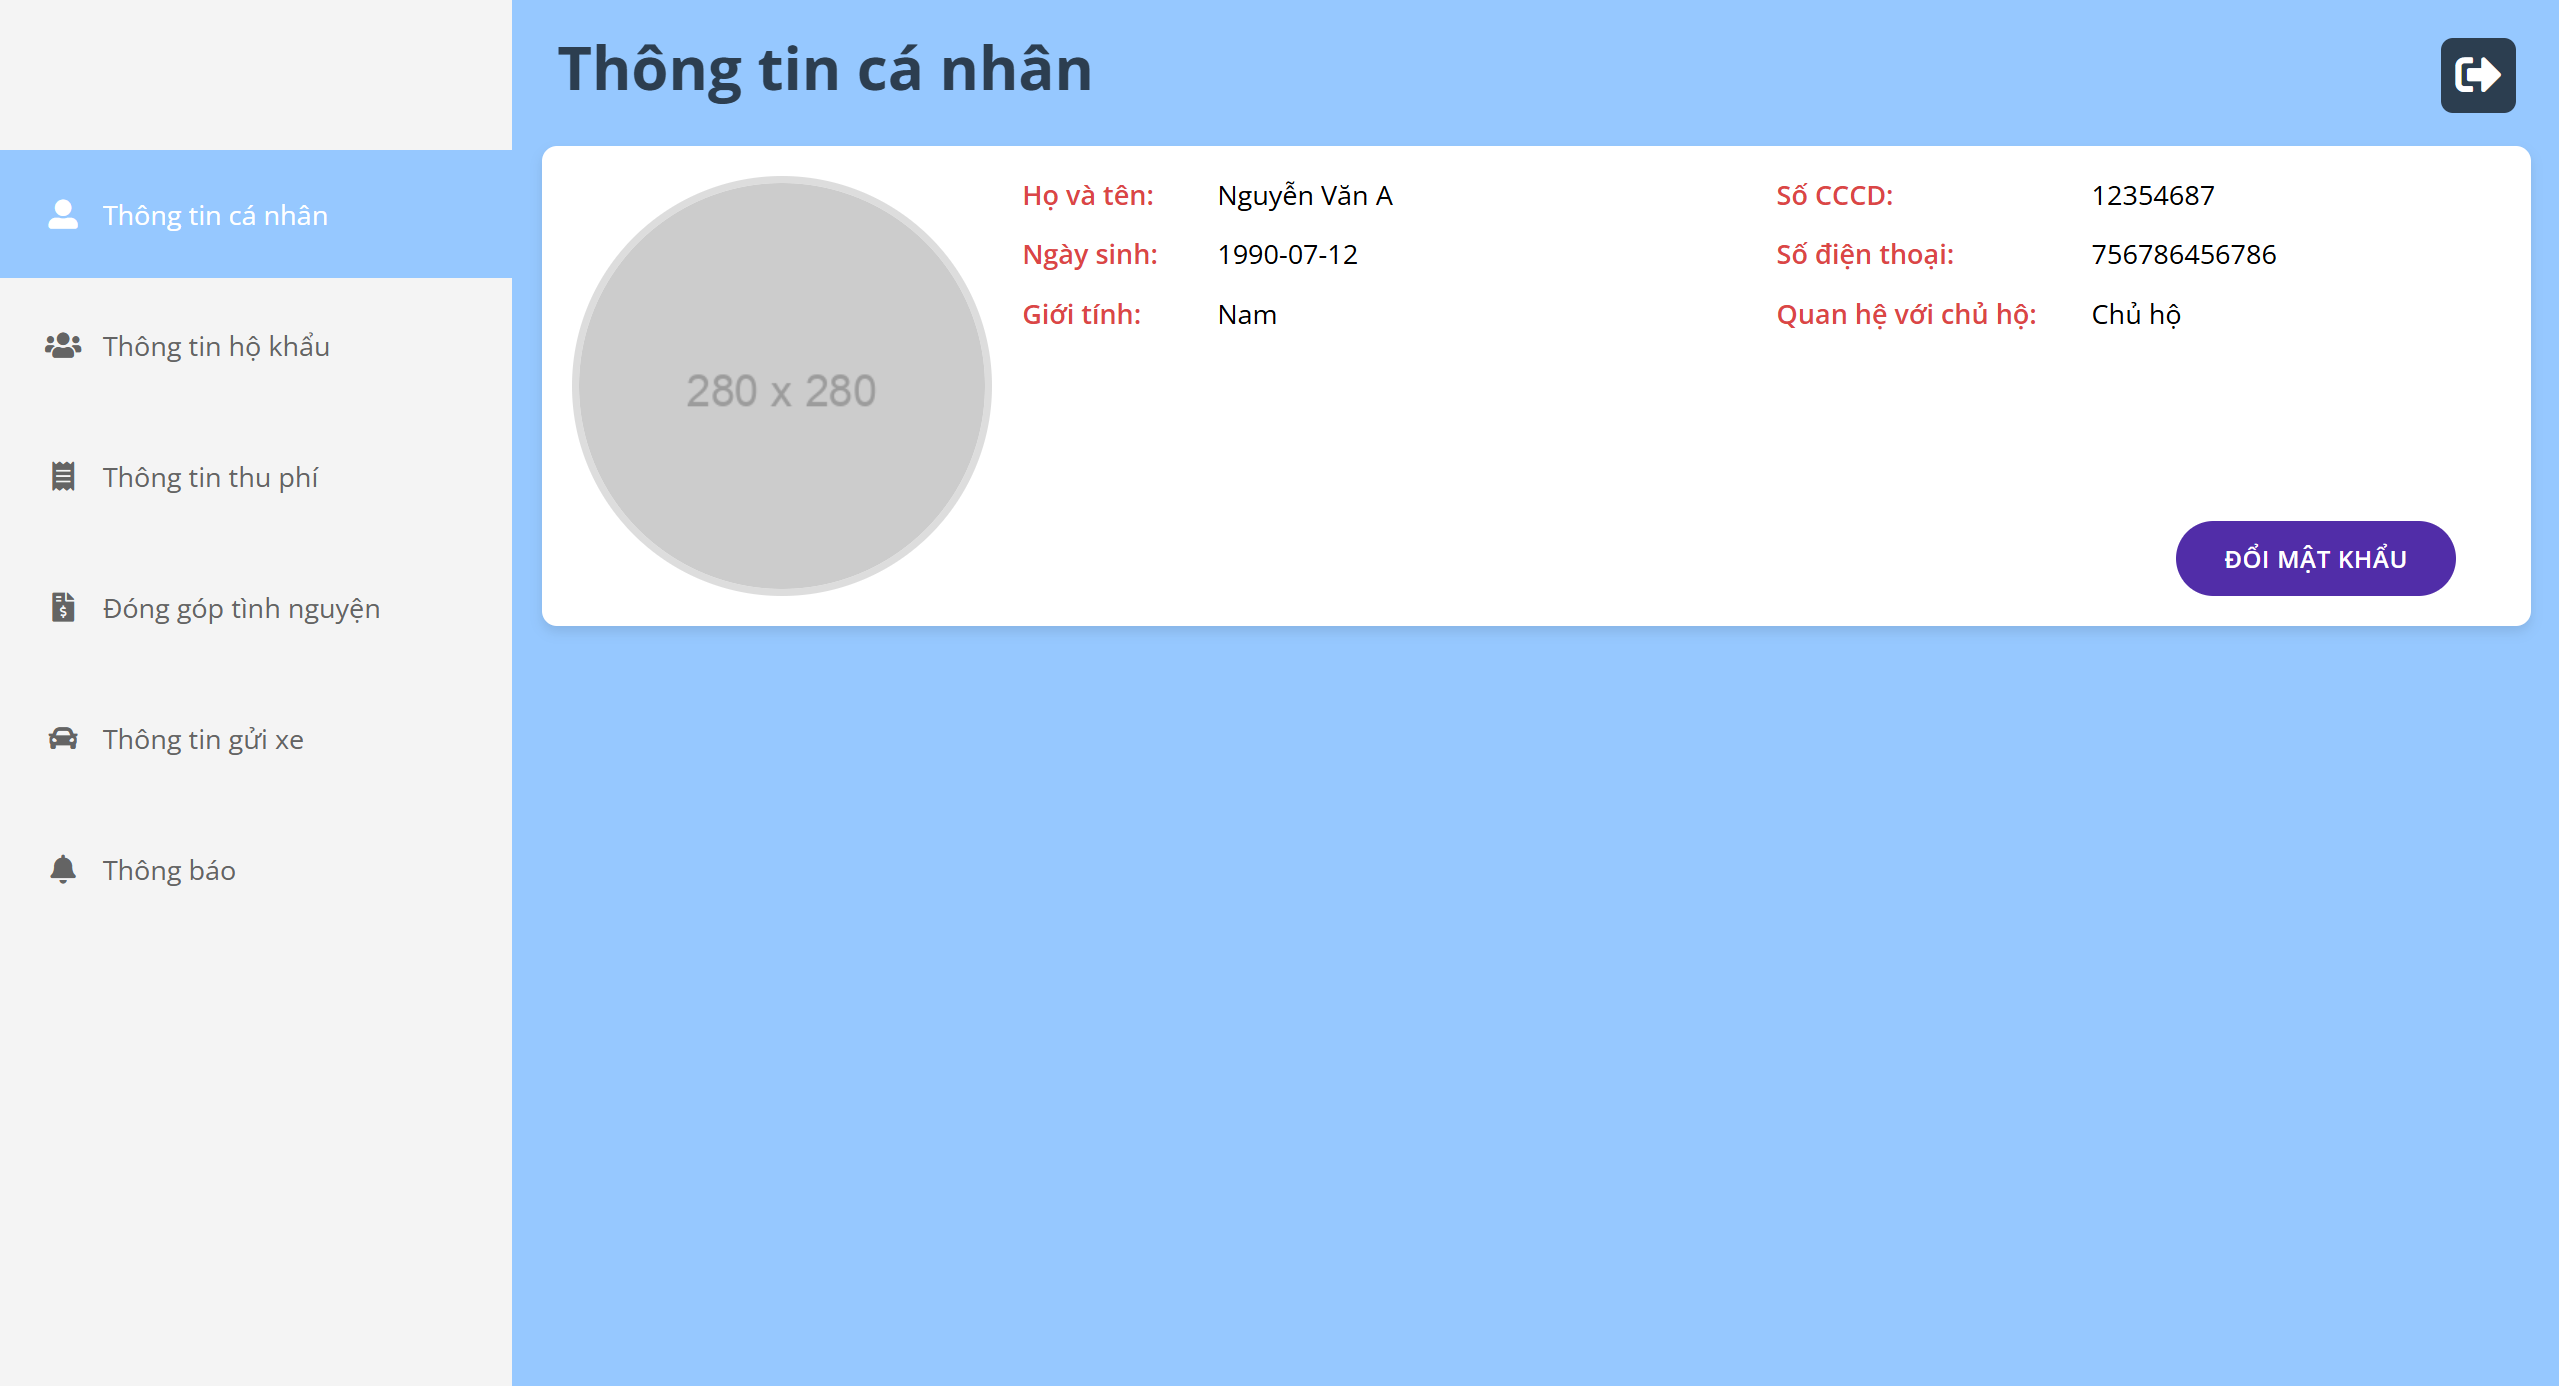 Thông tin cá nhân
Thông tin cá nhân
Thông tin hộ khẩu
Thông tin thu phí
Đóng góp tình nguyện
Thông tin gửi xe
Thông báo
280 x 280
Họ và tên: Nguyễn Văn A
Ngày sinh: 1990-07-12
Giới tính: Nam
Số CCCD: 12354687
Số điện thoại: 756786456786
Quan hệ với chủ hộ: Chủ hộ
ĐỔI MẬT KHẨU